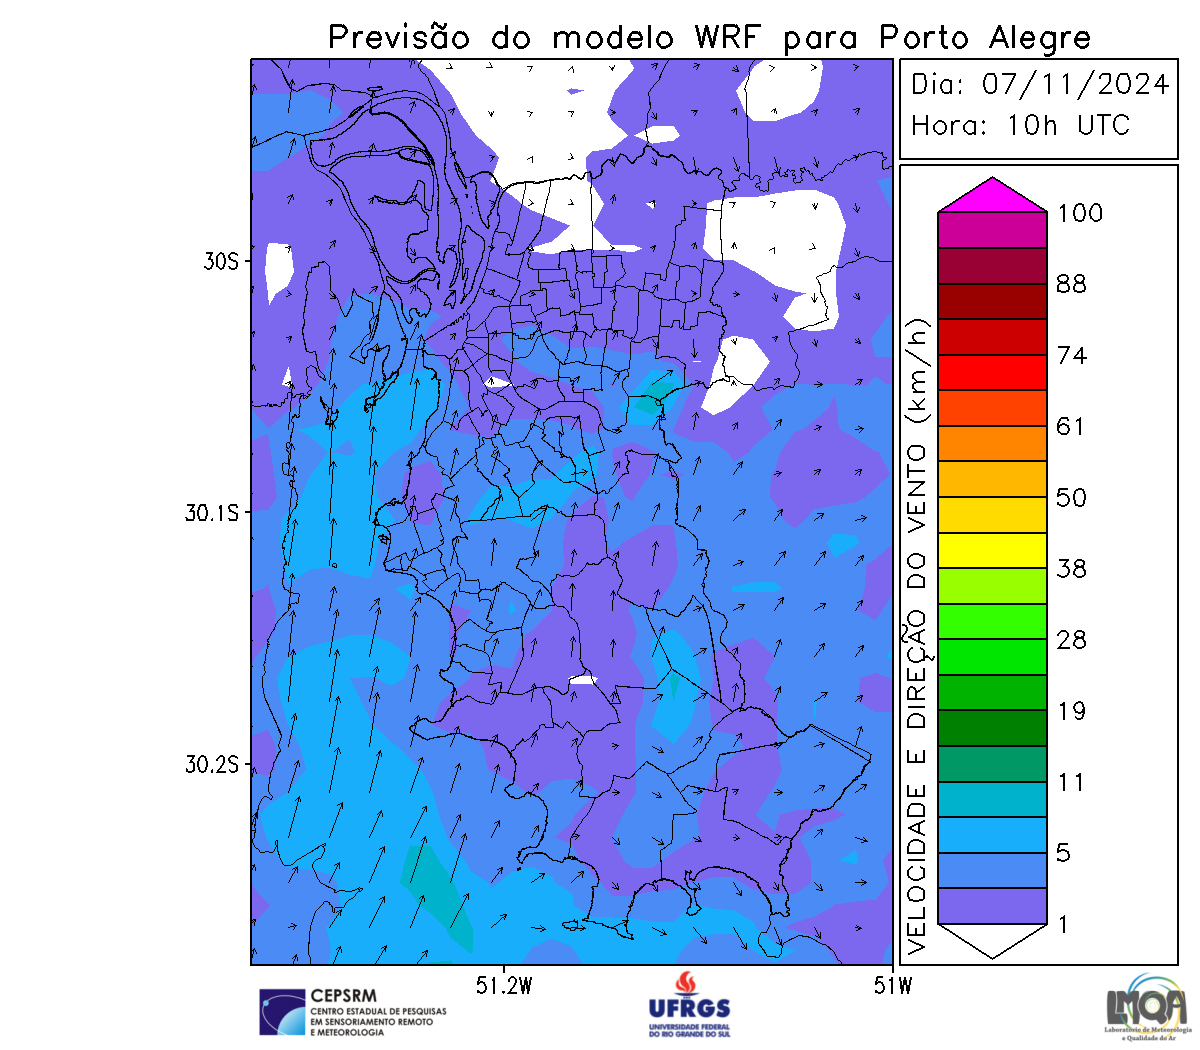 Previsão do modelo WRF para Porto Alegre
Dia: 07/11/2024
Hora: 10h UTC
30S
30.1S
30.2S
51.2W
51W
VELOCIDADE E DIREÇÃO DO VENTO (km/h)
100
88
74
61
50
38
28
19
11
5
1
CEPSRM
CENTRO ESTADUAL DE PESQUISAS
EM SENSORIAMENTO REMOTO
E METEOROLOGIA
UFRGS
UNIVERSIDADE FEDERAL
DO RIO GRANDE DO SUL
LMQA
Laboratório de Meteorologia
e Qualidade do Ar